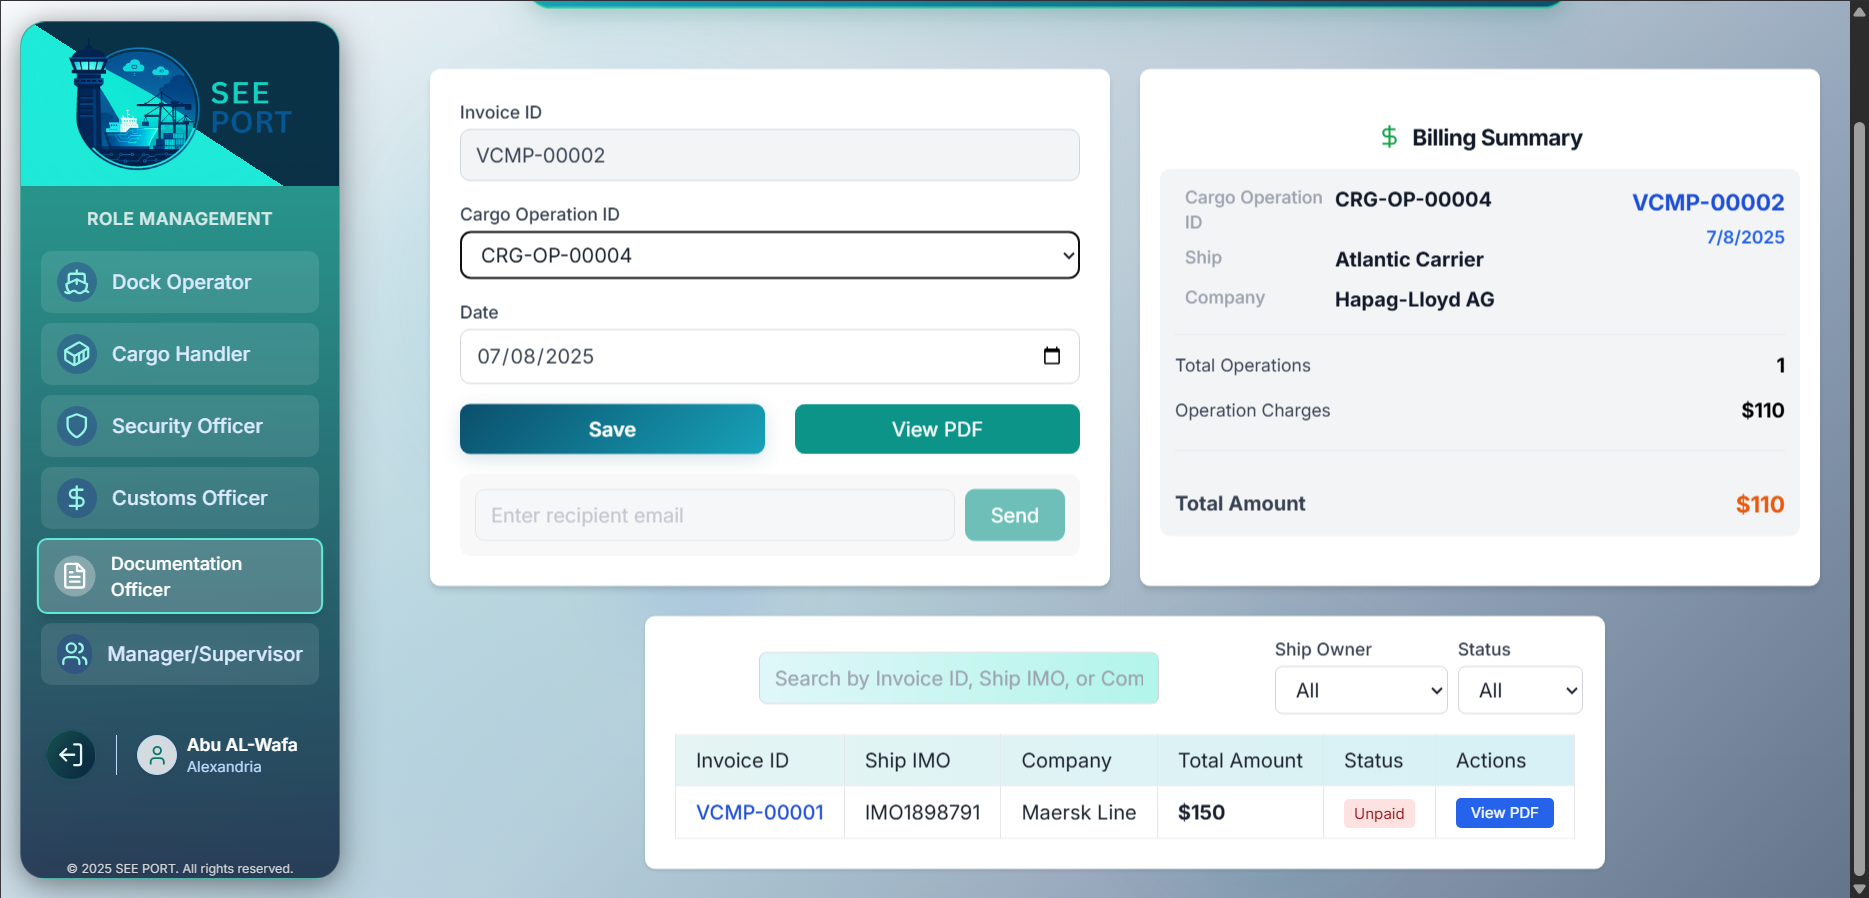 SEE
PORT
ROLE MANAGEMENT
Dock Operator
Cargo Handler
Security Officer
Customs Officer
Documentation
Officer
Manager/Supervisor
Abu AL-Wafa
Alexandria
© 2025 SEE PORT. All rights reserved.
Invoice ID
VCMP-00002
Cargo Operation ID
CRG-OP-00004
Date
07/08/2025
Save
View PDF
Enter recipient email
Send
Billing Summary
Cargo Operation
ID
CRG-OP-00004
VCMP-00002
7/8/2025
Ship
Atlantic Carrier
Company
Hapag-Lloyd AG
Total Operations
1
Operation Charges
$110
Total Amount
$110
Search by Invoice ID, Ship IMO, or Com
Ship Owner
All
Status
All
Invoice ID Ship IMO Company Total Amount Status Actions
VCMP-00001 IMO1898791 Maersk Line $150 Unpaid View PDF